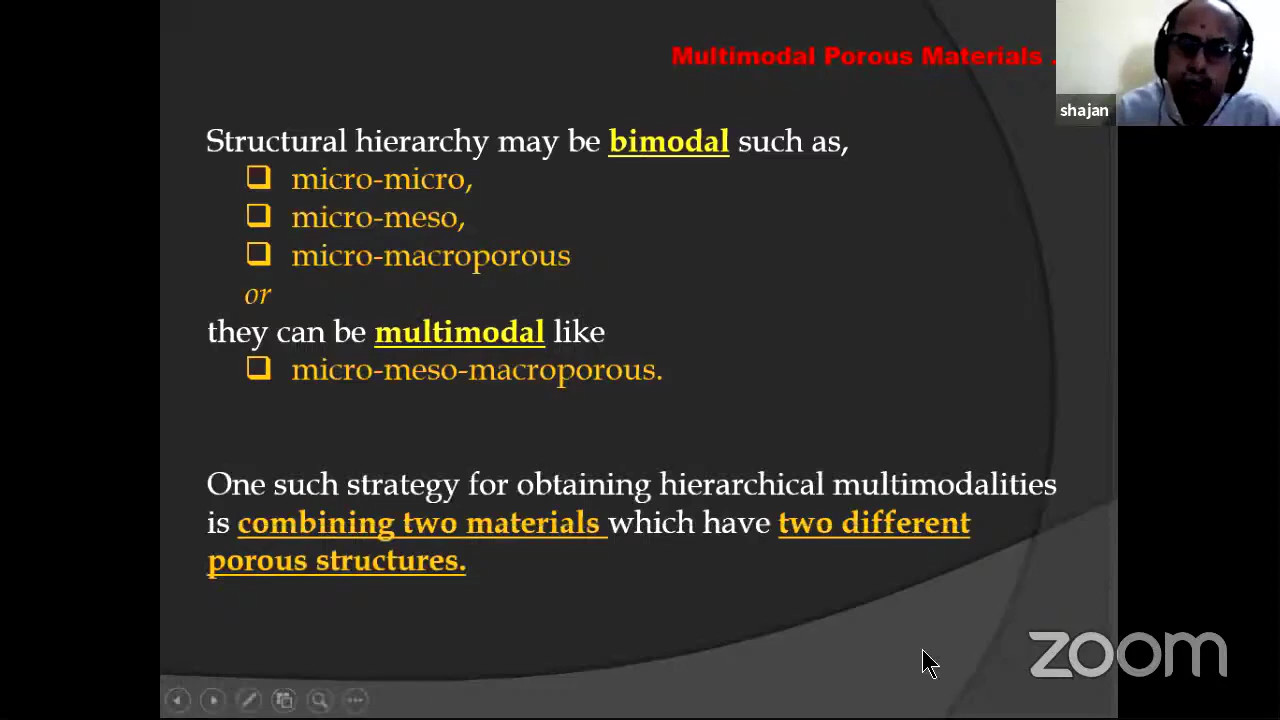 Multimodal Porous Materials .
shajan
Structural hierarchy may be bimodal such as,
micro-micro,
micro-meso,
micro-macroporous
or
they can be multimodal like
micro-meso-macroporous.
One such strategy for obtaining hierarchical multimodalities
is combining two materials which have two different
porous structures.
zoom